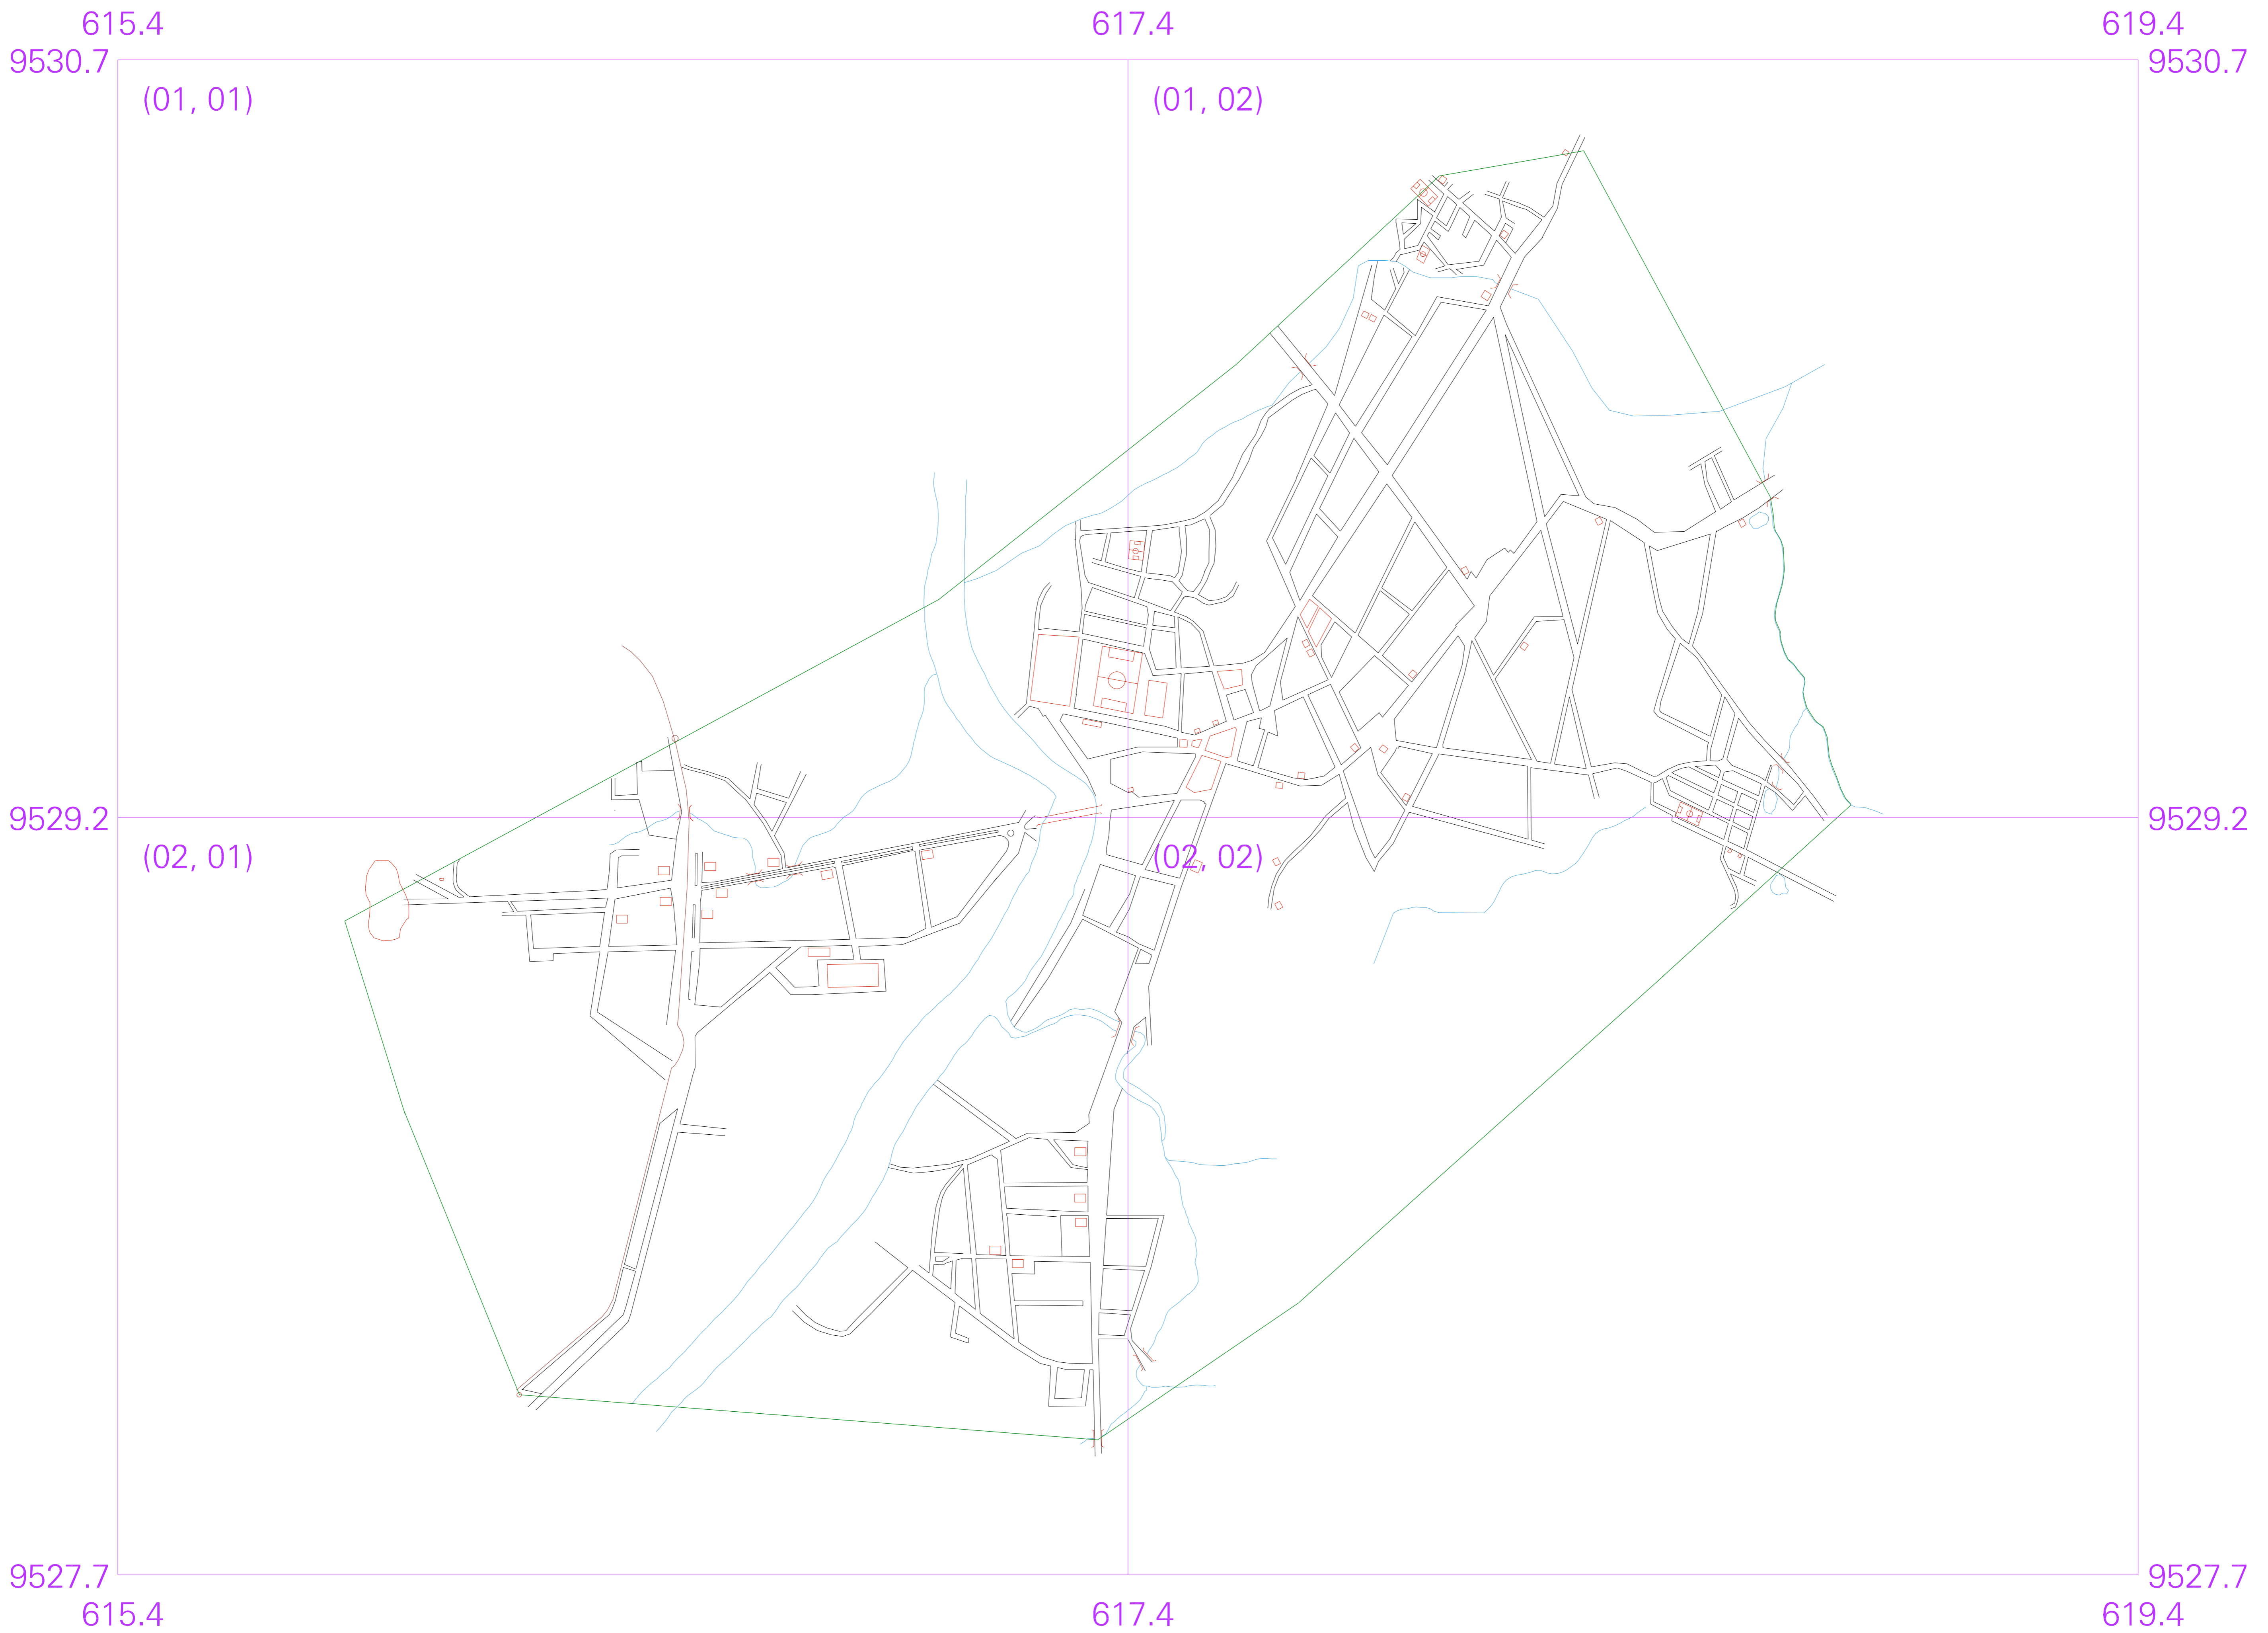 615.4 617.4 619.4
9530.7 9530.7
(01, 01) (01, 02)
9529.2 9529.2
(02, 01) (02, 02)
9527.7 9527.7
615.4 617.4 619.4